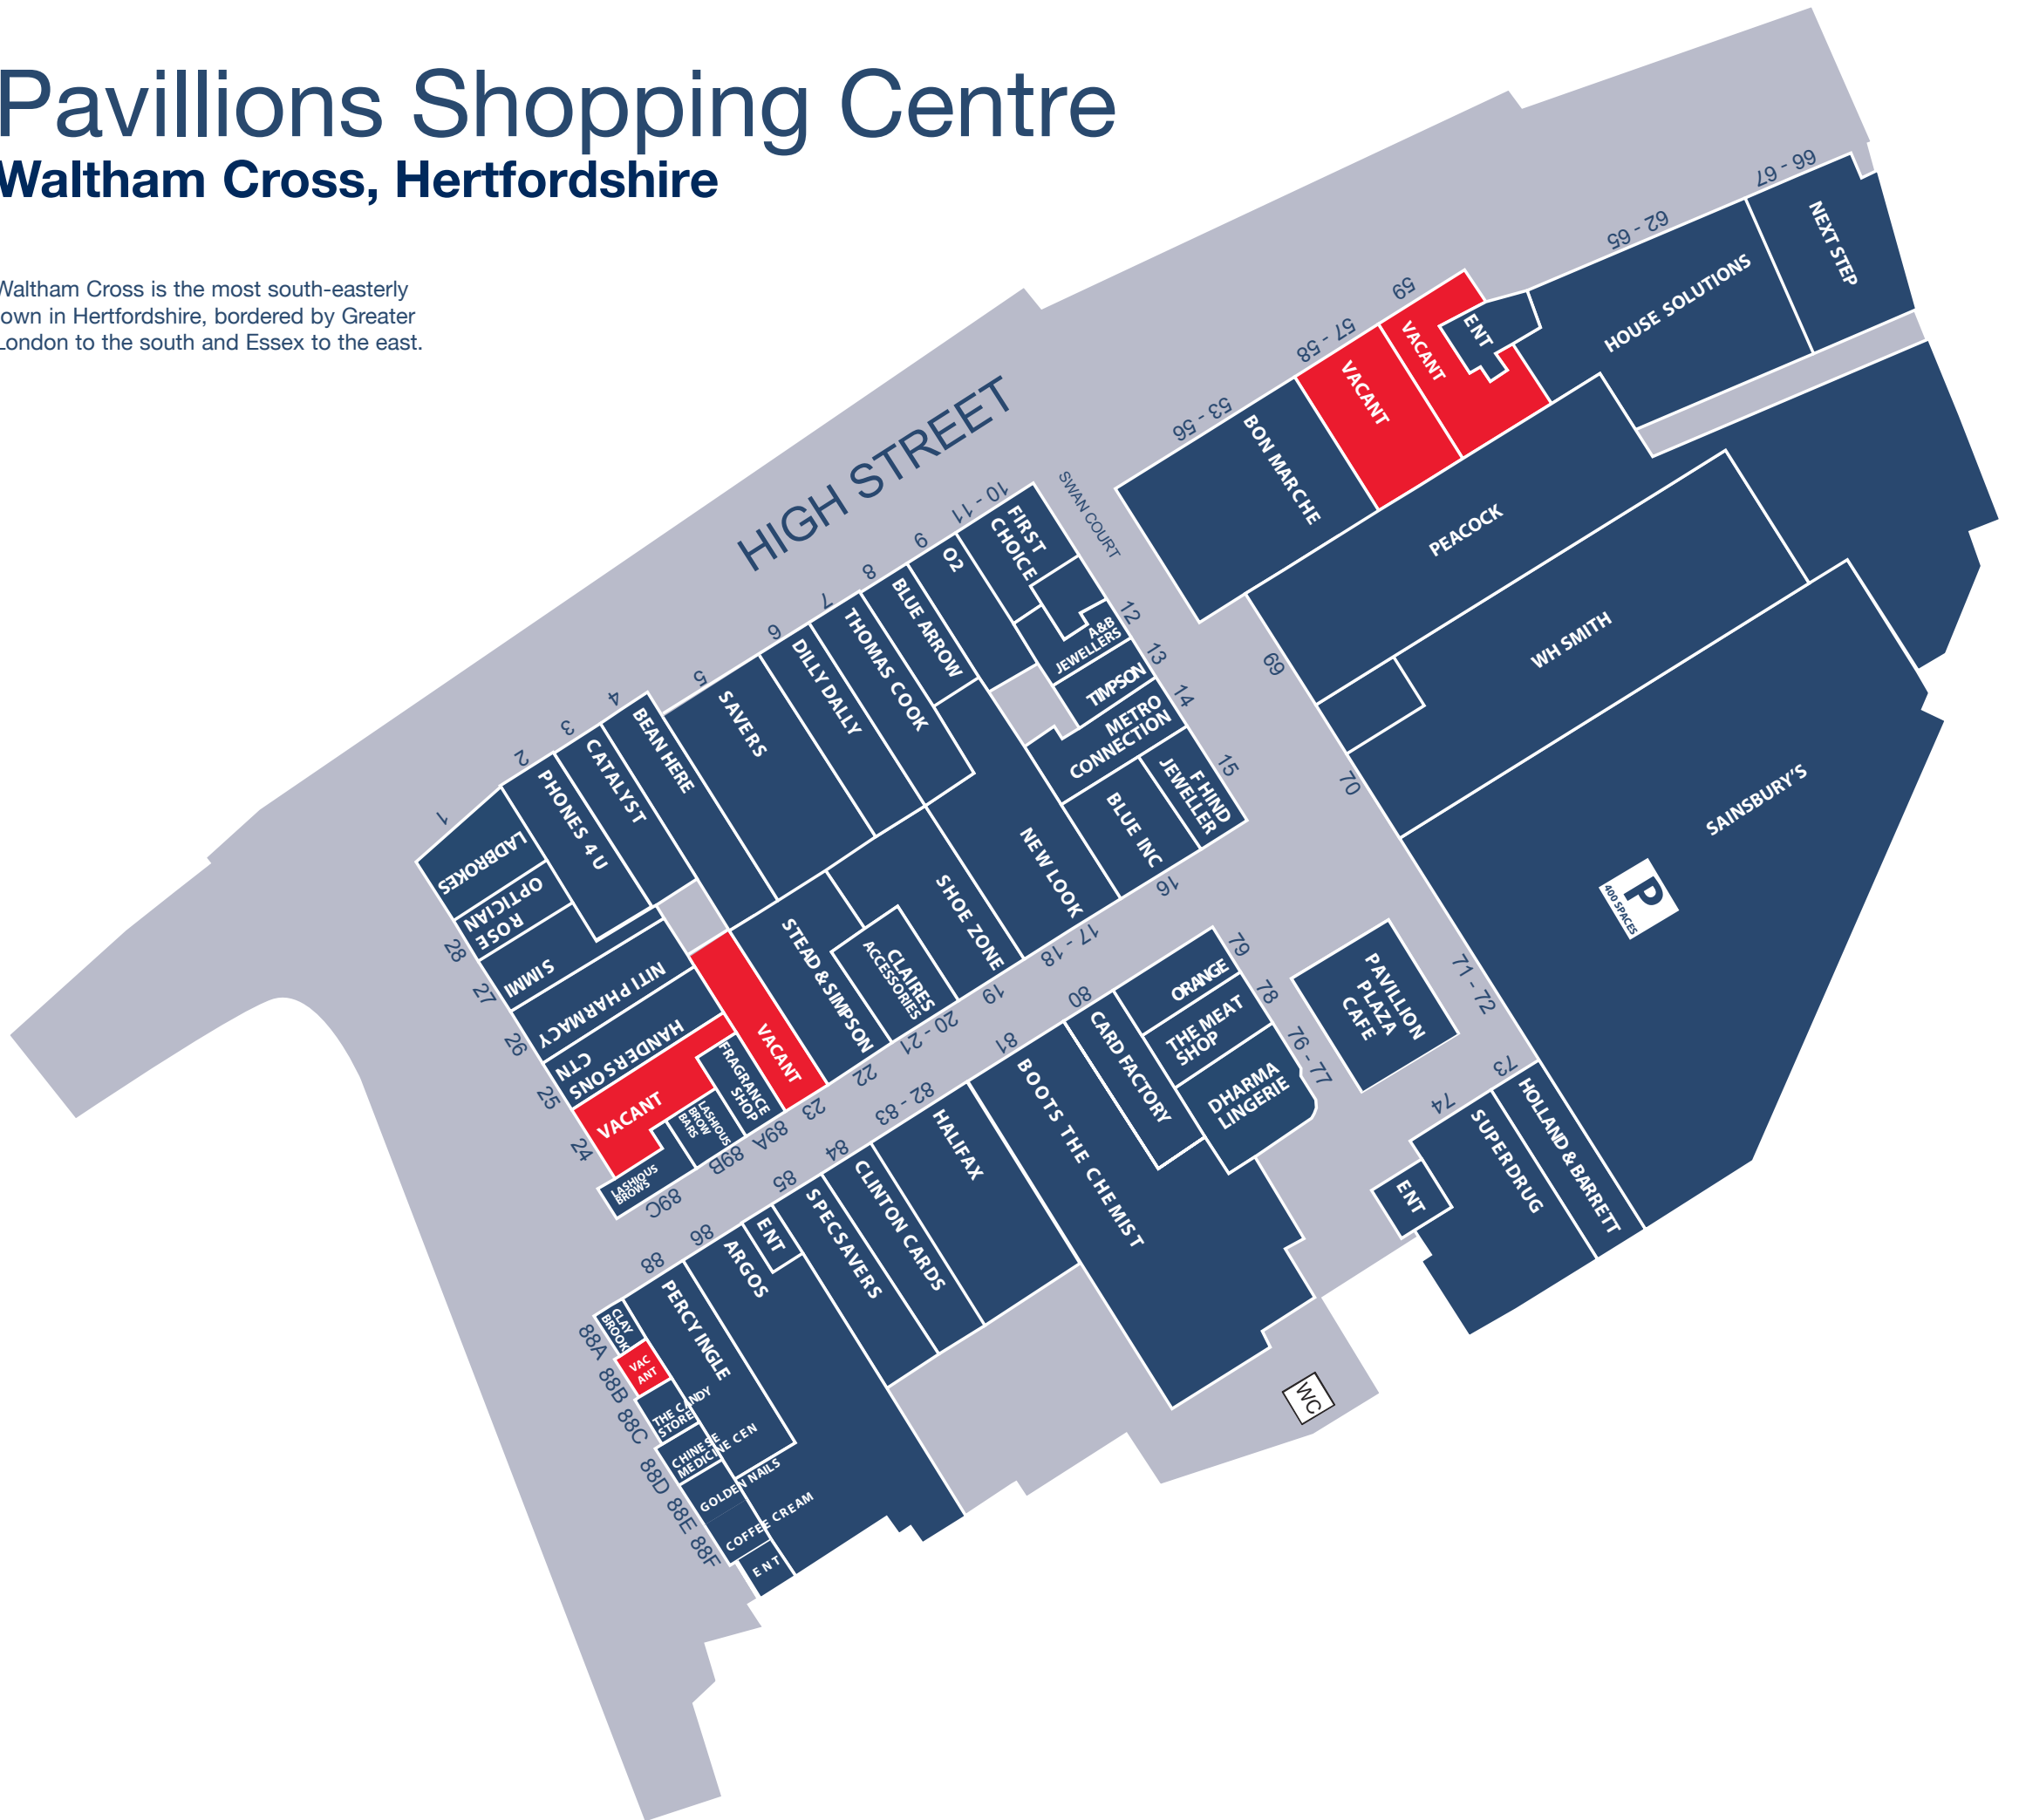 Pavillions Shopping Centre
Waltham Cross, Hertfordshire
Waltham Cross is the most south-easterly
own in Hertfordshire, bordered by Greater
London to the south and Essex to the east.
HIGH STREET
SWAN COURT
66 - 67
NEXT STEP
62 - 65
HOUSE SOLUTIONS
ENT
59
VACANT
57 - 58
VACANT
53 - 56
BON MARCHE
69
PEACOCK
70
WH SMITH
71 - 72
SAINSBURY'S
P
400 SPACES
10 - 11
FIRST
CHOICE
9
O2
8
BLUE ARROW
7
THOMAS COOK
6
DILLY DALLY
5
SAVERS
4
BEAN HERE
3
CATALYST
2
PHONES 4 U
1
LADBROKES
28
ROSE
OPTICIAN
27
SIMMI
26
NITI PHARMACY
25
HANDERSONS
CTN
24
VACANT
12
A&B
JEWELLERS
13
TIMPSON
14
METRO
CONNECTION
15
F HIND
JEWELLER
16
BLUE INC
17 - 18
NEW LOOK
19
SHOE ZONE
20 - 21
CLAIRES
ACCESSORIES
22
STEAD & SIMPSON
23
VACANT
89A
FRAGRANCE
SHOP
89B
LASHIOUS
BROW
BARS
89C
LASHIOUS
BROWS
79
ORANGE
78
THE MEAT
SHOP
76 - 77
DHARMA
LINGERIE
80
CARD FACTORY
81
BOOTS THE CHEMIST
82 - 83
HALIFAX
84
CLINTON CARDS
85
SPECSAVERS
ENT
86
ARGOS
88
PERCY INGLE
88A
CLAY
BROOK
88B
VAC
ANT
88C
THE CANDY
STORE
88D
CHINESE
MEDICINE CEN
88E
GOLDEN NAILS
88F
COFFEE CREAM
ENT
PAVILLION
PLAZA
CAFE
73
HOLLAND & BARRETT
74
SUPERDRUG
ENT
WC